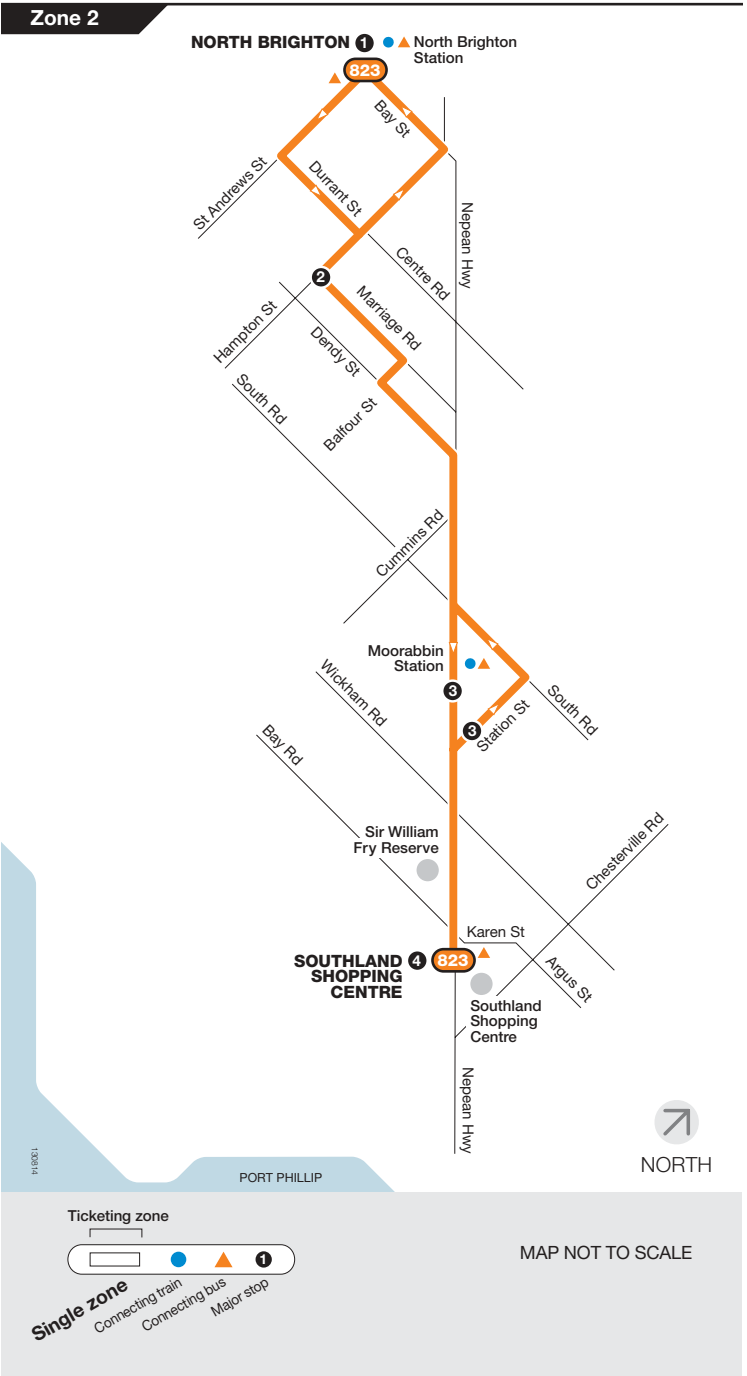 Zone 2
NORTH BRIGHTON 1
North Brighton
Station
823
Bay St
St Andrews St
Durrant St
Nepean Hwy
Centre Rd
2
Marriage Rd
Hampton St
Dendy St
South Rd
Balfour St
Cummins Rd
Moorabbin
Station
3
Wickham Rd
South Rd
3
Station St
Bay Rd
Sir William
Fry Reserve
Chesterville Rd
Karen St
SOUTHLAND 4 823
SHOPPING
CENTRE
Argus St
Southland
Shopping
Centre
Nepean Hwy
NORTH
130814
PORT PHILLIP
Ticketing zone
1
Single zone
Connecting train
Connecting bus
Major stop
MAP NOT TO SCALE